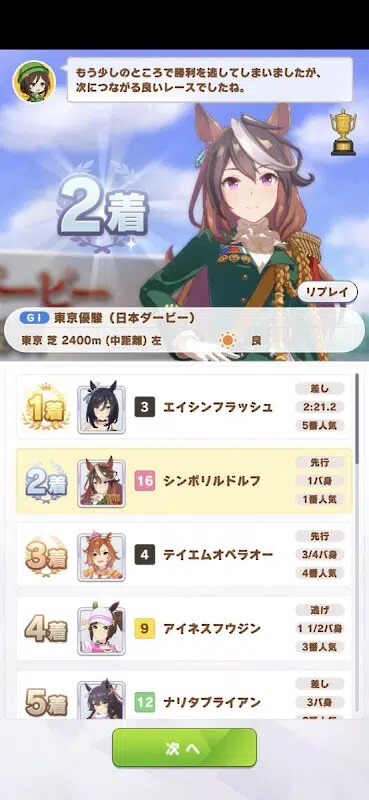 もう少しのところで勝利を逃してしまいましたが、
次につながる良いレースでしたね。
2着
リプレイ
GI 東京優駿(日本ダービー)
東京 芝 2400m (中距離) 左 良
1着 3 エイシンフラッシュ 差し 2:21.2 5番人気
2着 16 シンボリルドルフ 先行 1バ身 1番人気
3着 4 テイエムオペラオー 先行 3/4バ身 4番人気
4着 9 アイネスフウジン 逃げ 1 1/2バ身 3番人気
5着 12 ナリタブライアン 差し 3バ身
次へ